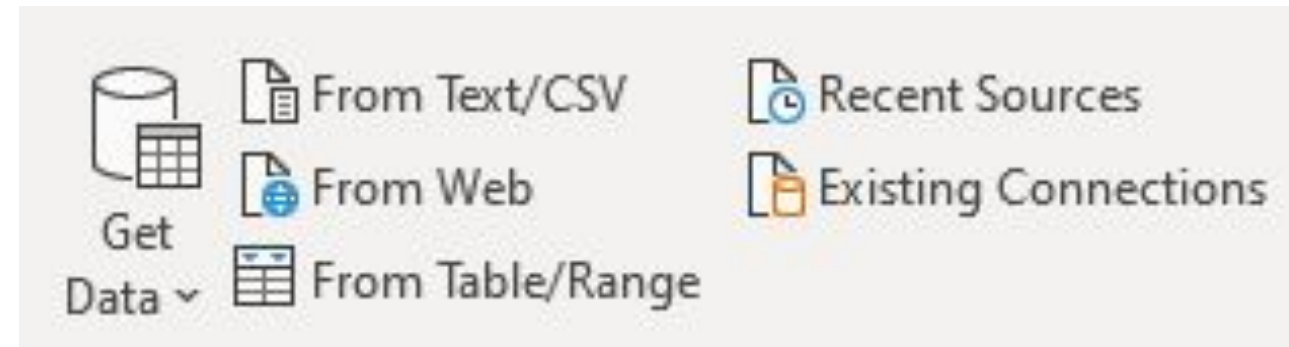 Get
Data
From Text/CSV
From Web
From Table/Range
Recent Sources
Existing Connections